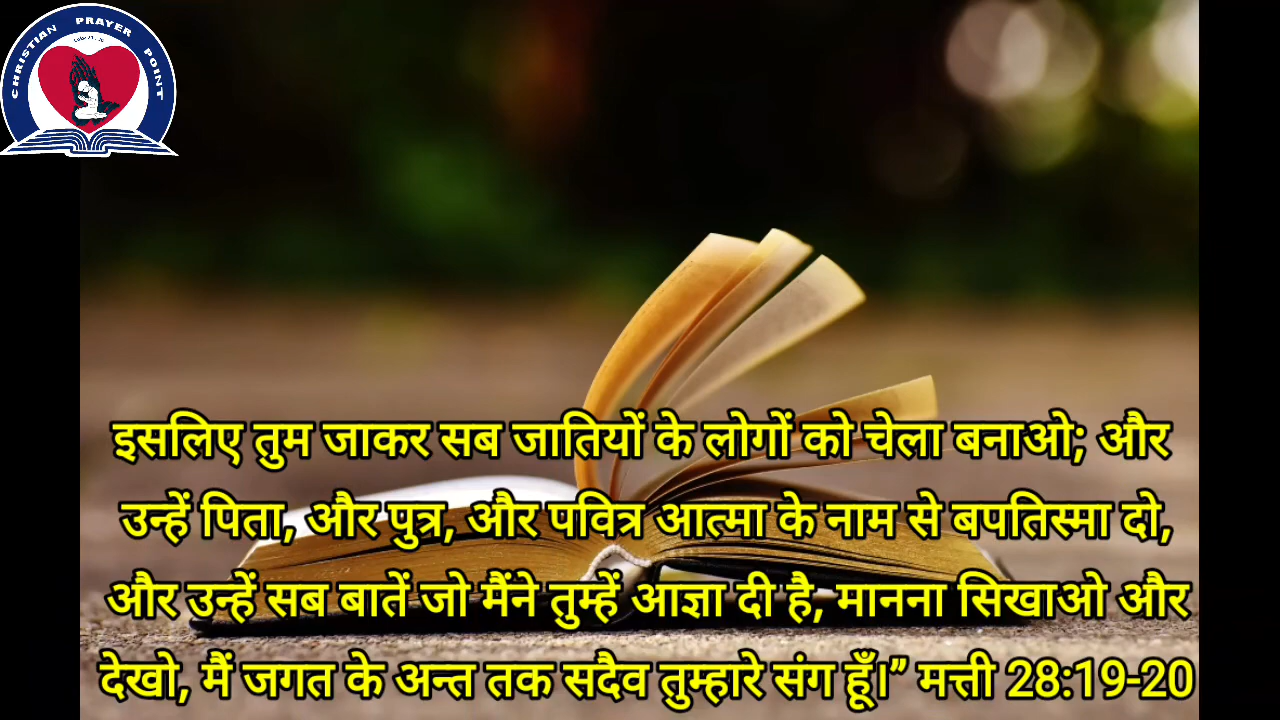 CHRISTIAN PRAYER POINT
इसलिए तुम जाकर सब जातियों के लोगों को चेला बनाओ; और
उन्हें पिता, और पुत्र, और पवित्र आत्मा के नाम से बपतिस्मा दो,
और उन्हें सब बातें जो मैंने तुम्हें आज्ञा दी है, मानना सिखाओ और
देखो, मैं जगत के अन्त तक सदैव तुम्हारे संग हूँ।” मत्ती 28:19-20